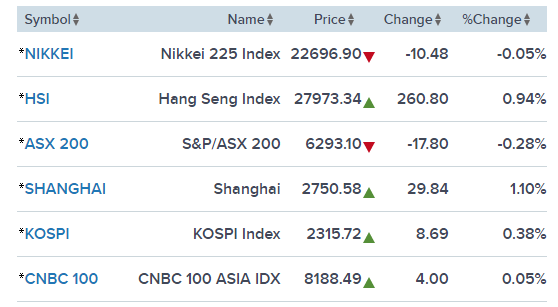 Symbol Name Price Change %Change
*NIKKEI Nikkei 225 Index 22696.90 -10.48 -0.05%
*HSI Hang Seng Index 27973.34 260.80 0.94%
*ASX 200 S&P/ASX 200 6293.10 -17.80 -0.28%
*SHANGHAI Shanghai 2750.58 29.84 1.10%
*KOSPI KOSPI Index 2315.72 8.69 0.38%
*CNBC 100 CNBC 100 ASIA IDX 8188.49 4.00 0.05%